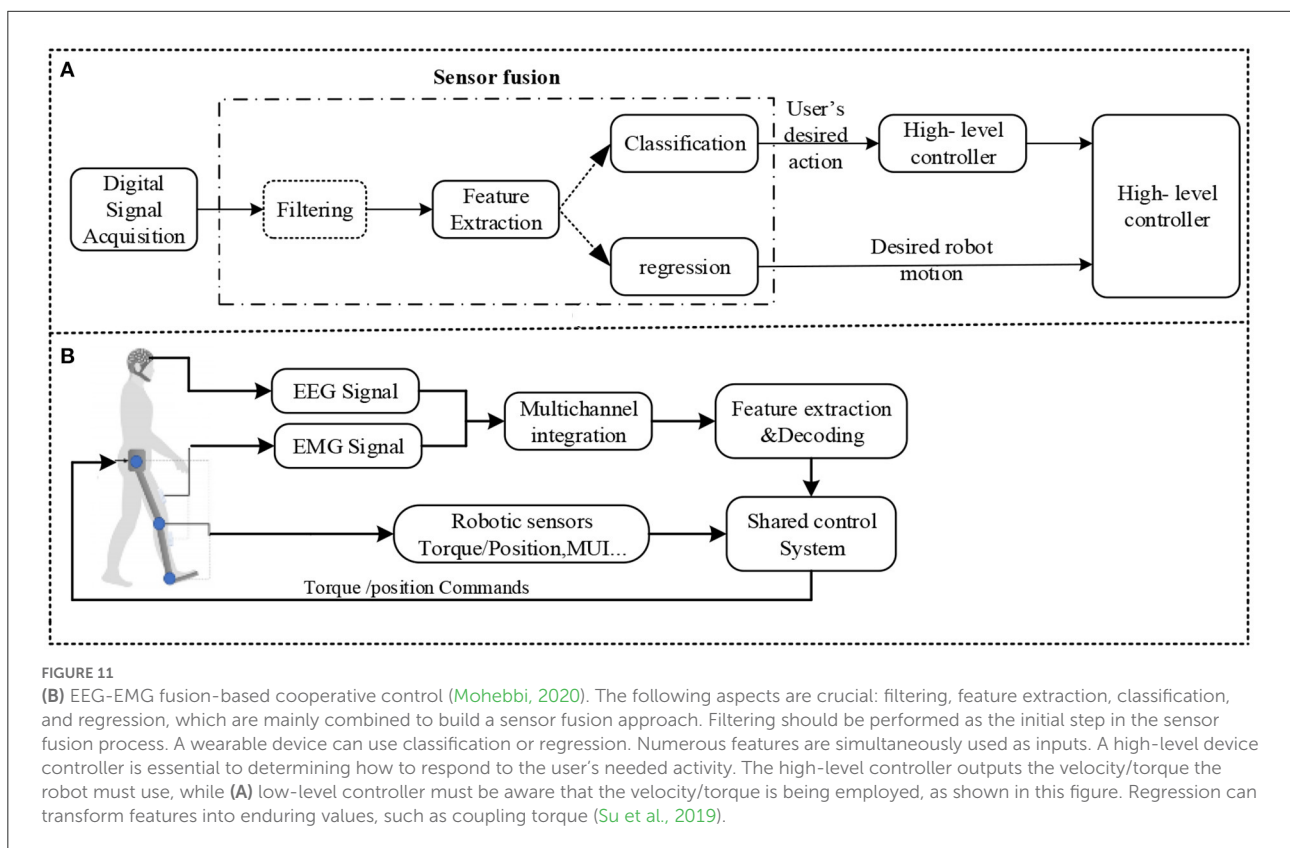 A
Sensor fusion
Digital
Signal
Acquisition
Filtering
Feature
Extraction
Classification
regression
User's
desired
action
High- level
controller
Desired robot
motion
High- level
controller
B
EEG Signal
EMG Signal
Multichannel
integration
Feature extraction
&Decoding
Robotic sensors
Torque/Position,MUI...
Shared control
System
Torque /position Commands
FIGURE 11
(B) EEG-EMG fusion-based cooperative control (Mohebbi, 2020). The following aspects are crucial: filtering, feature extraction, classification,
and regression, which are mainly combined to build a sensor fusion approach. Filtering should be performed as the initial step in the sensor
fusion process. A wearable device can use classification or regression. Numerous features are simultaneously used as inputs. A high-level device
controller is essential to determining how to respond to the user's needed activity. The high-level controller outputs the velocity/torque the
robot must use, while (A) low-level controller must be aware that the velocity/torque is being employed, as shown in this figure. Regression can
transform features into enduring values, such as coupling torque (Su et al., 2019).